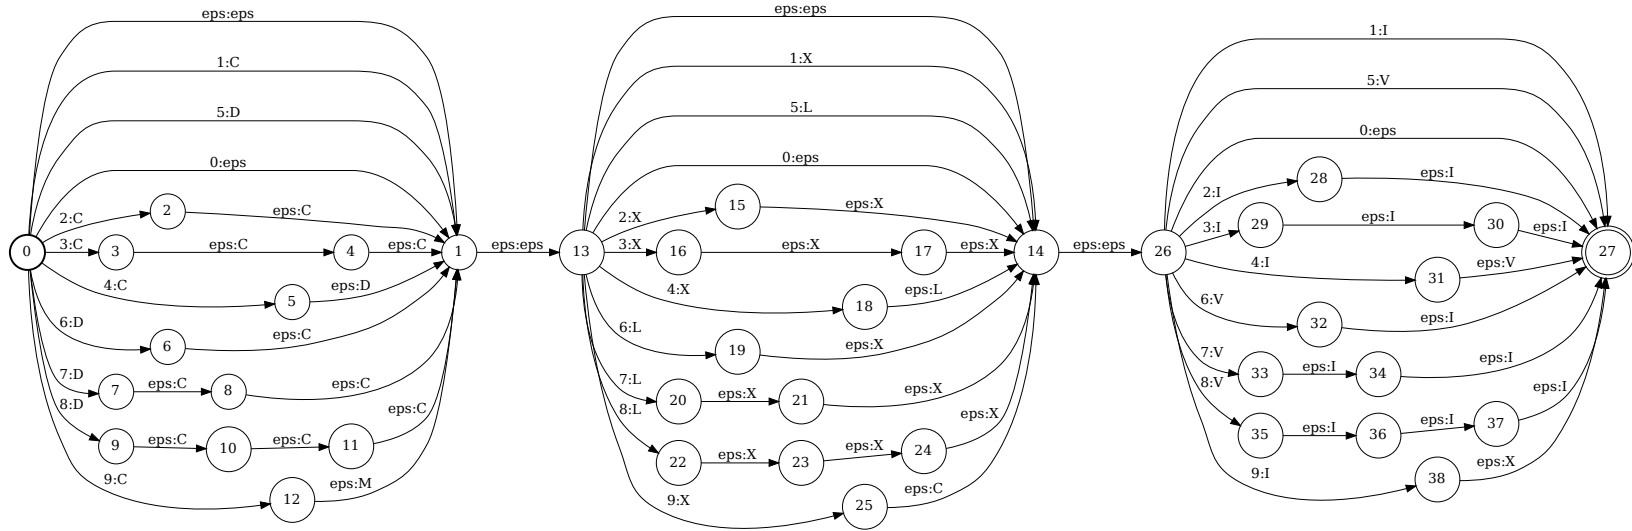 eps:eps
1:C
5:D
0:eps
2:C
2
eps:C
0
3:C
3
eps:C
4
eps:C
1
4:C
5
eps:D
6:D
6
eps:C
7:D
7
eps:C
8
eps:C
8:D
9
eps:C
10
eps:C
11
eps:C
9:C
12
eps:M
eps:eps
13
eps:eps
1:X
5:L
0:eps
2:X
15
eps:X
3:X
16
eps:X
17
eps:X
14
4:X
18
eps:L
6:L
19
eps:X
7:L
20
eps:X
21
eps:X
8:L
22
eps:X
23
eps:X
24
eps:X
9:X
25
eps:C
eps:eps
26
1:I
5:V
0:eps
2:I
28
eps:I
3:I
29
eps:I
30
eps:I
27
4:I
31
eps:V
6:V
32
eps:I
7:V
33
eps:I
34
eps:I
8:V
35
eps:I
36
eps:I
37
eps:I
9:I
38
eps:X